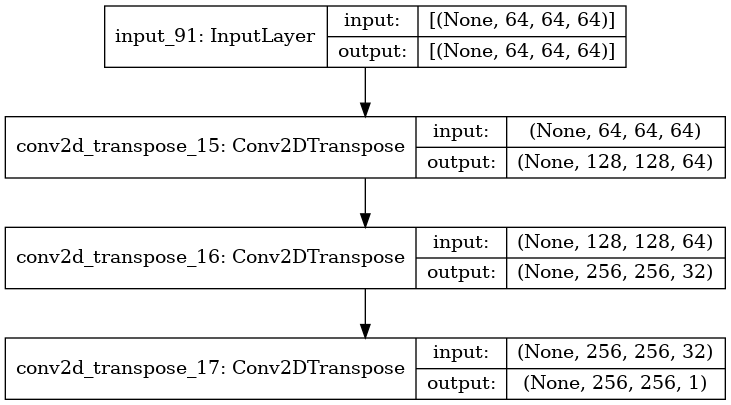 input_91: InputLayer
input:
[(None, 64, 64, 64)]
output:
[(None, 64, 64, 64)]
conv2d_transpose_15: Conv2DTranspose
input:
(None, 64, 64, 64)
output:
(None, 128, 128, 64)
conv2d_transpose_16: Conv2DTranspose
input:
(None, 128, 128, 64)
output:
(None, 256, 256, 32)
conv2d_transpose_17: Conv2DTranspose
input:
(None, 256, 256, 32)
output:
(None, 256, 256, 1)